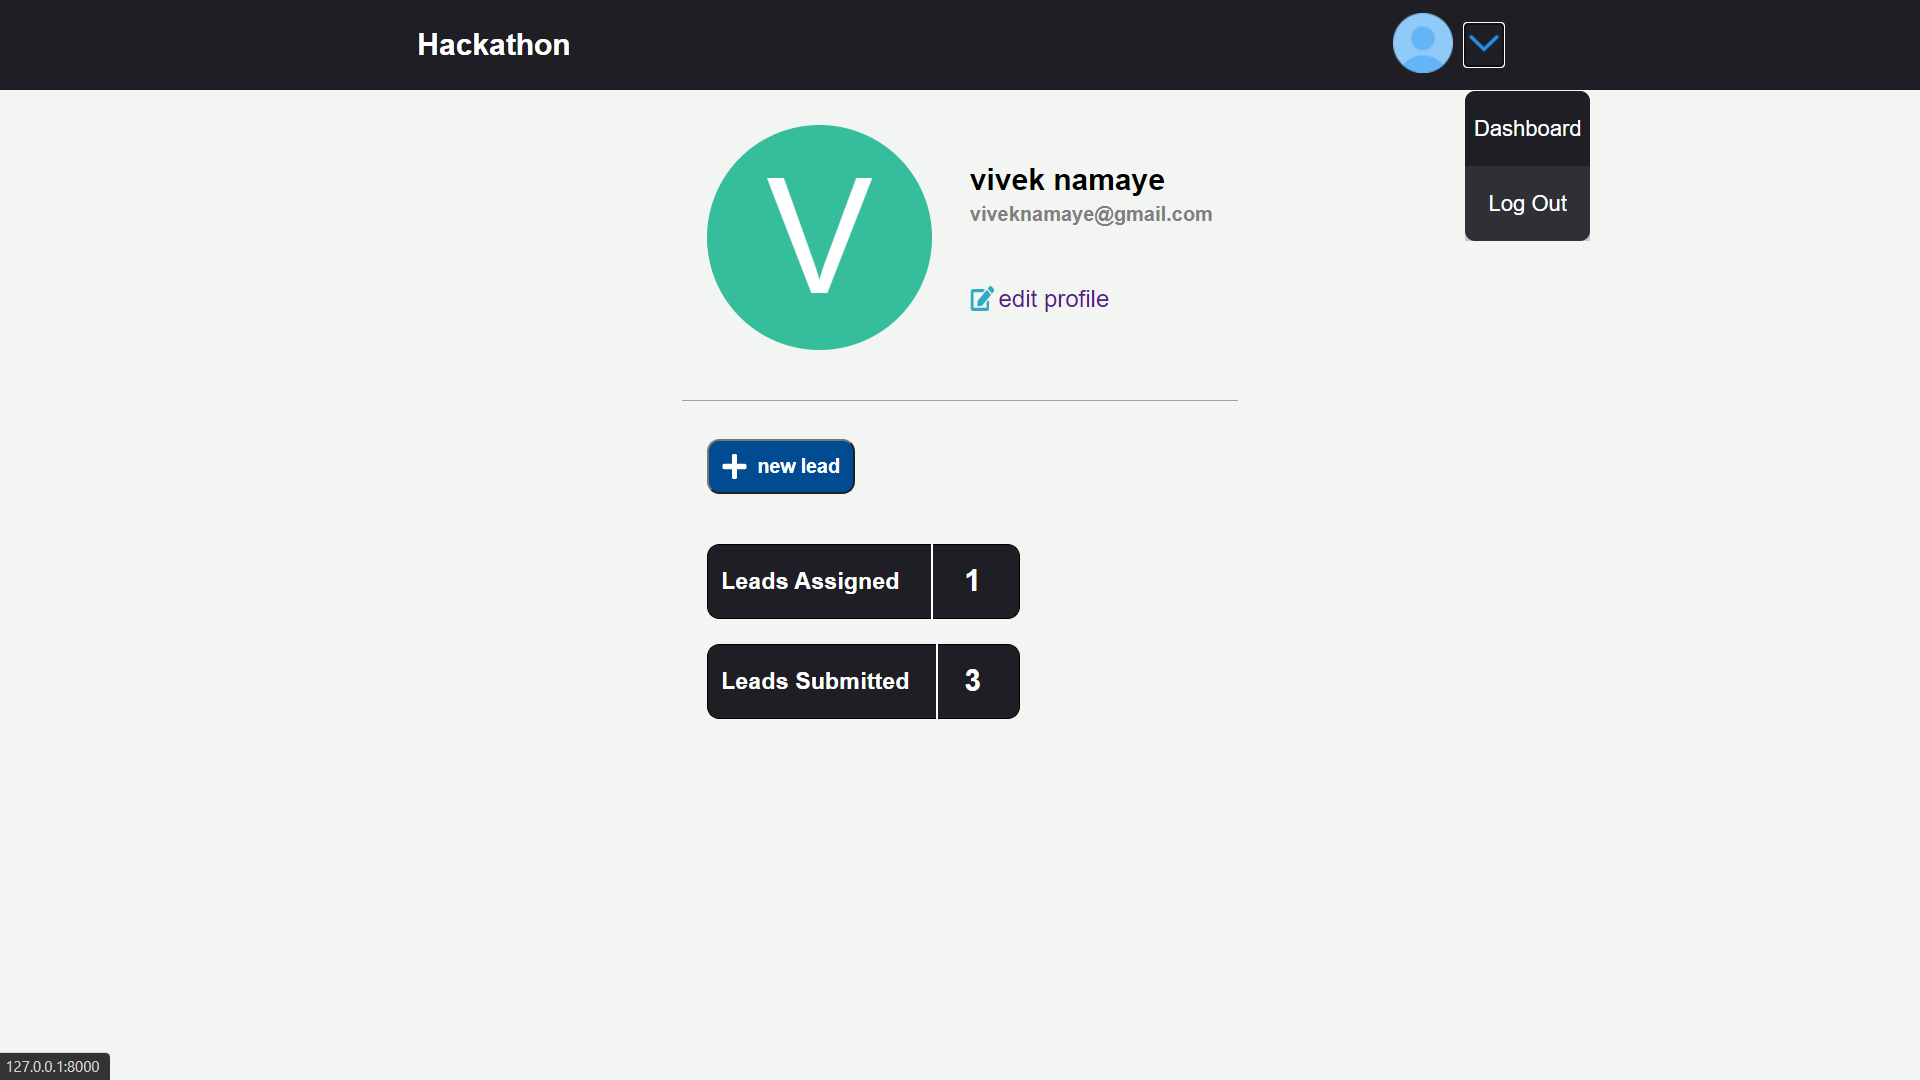 Hackathon
Dashboard
Log Out
V
vivek namaye
viveknamaye@gmail.com
edit profile
new lead
Leads Assigned 1
Leads Submitted 3
127.0.0.1:8000